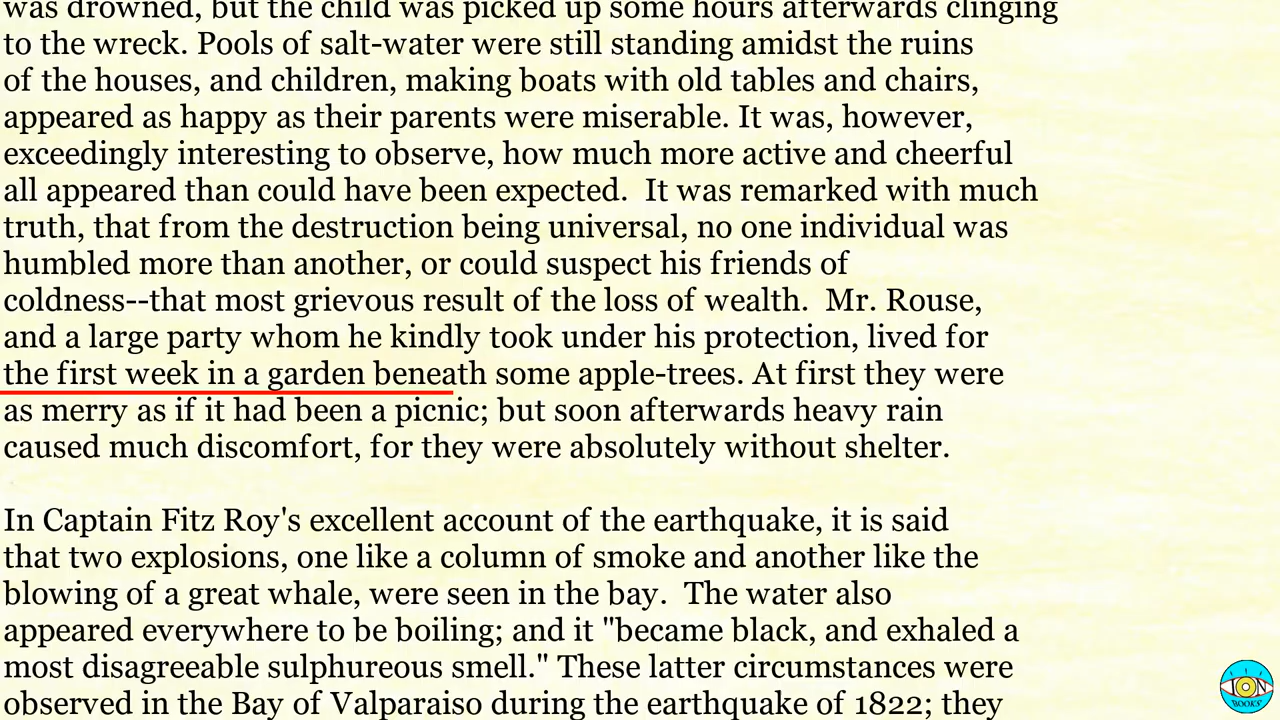 was drowned, but the child was picked up some hours afterwards clinging
to the wreck. Pools of salt-water were still standing amidst the ruins
of the houses, and children, making boats with old tables and chairs,
appeared as happy as their parents were miserable. It was, however,
exceedingly interesting to observe, how much more active and cheerful
all appeared than could have been expected.  It was remarked with much
truth, that from the destruction being universal, no one individual was
humbled more than another, or could suspect his friends of
coldness--that most grievous result of the loss of wealth.  Mr. Rouse,
and a large party whom he kindly took under his protection, lived for
the first week in a garden beneath some apple-trees. At first they were
as merry as if it had been a picnic; but soon afterwards heavy rain
caused much discomfort, for they were absolutely without shelter.
In Captain Fitz Roy's excellent account of the earthquake, it is said
that two explosions, one like a column of smoke and another like the
blowing of a great whale, were seen in the bay.  The water also
appeared everywhere to be boiling; and it "became black, and exhaled a
most disagreeable sulphureous smell." These latter circumstances were
observed in the Bay of Valparaiso during the earthquake of 1822; they
ION
BOOKS